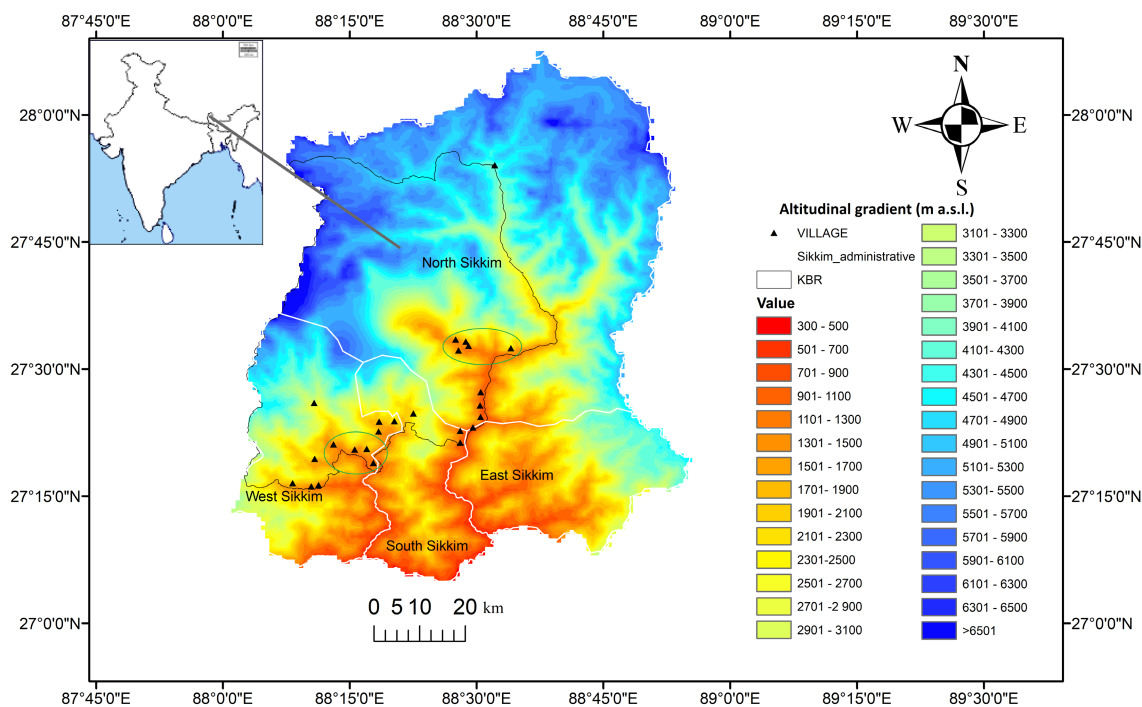 87°45'0"E 88°0'0"E 88°15'0"E 88°30'0"E 88°45'0"E 89°0'0"E 89°15'0"E 89°30'0"E
28°0'0"N 28°0'0"N
27°45'0"N 27°45'0"N
27°30'0"N 27°30'0"N
27°15'0"N 27°15'0"N
27°0'0"N 27°0'0"N
N
W E
S
North Sikkim
East Sikkim
West Sikkim
South Sikkim
0 5 10 20 km
Altitudinal gradient (m a.s.l.)
VILLAGE
Sikkim_administrative
KBR
Value
300 - 500
501 - 700
701 - 900
901- 1100
1101 - 1300
1301 - 1500
1501 - 1700
1701 - 1900
1901 - 2100
2101 - 2300
2301-2500
2501 - 2700
2701 -2 900
2901 - 3100
3101 - 3300
3301 - 3500
3501 - 3700
3701 - 3900
3901 - 4100
4101- 4300
4301 - 4500
4501 - 4700
4701 - 4900
4901 - 5100
5101- 5300
5301 - 5500
5501 - 5700
5701 - 5900
5901- 6100
6101 - 6300
6301 - 6500
>6501
87°45'0"E 88°0'0"E 88°15'0"E 88°30'0"E 88°45'0"E 89°0'0"E 89°15'0"E 89°30'0"E